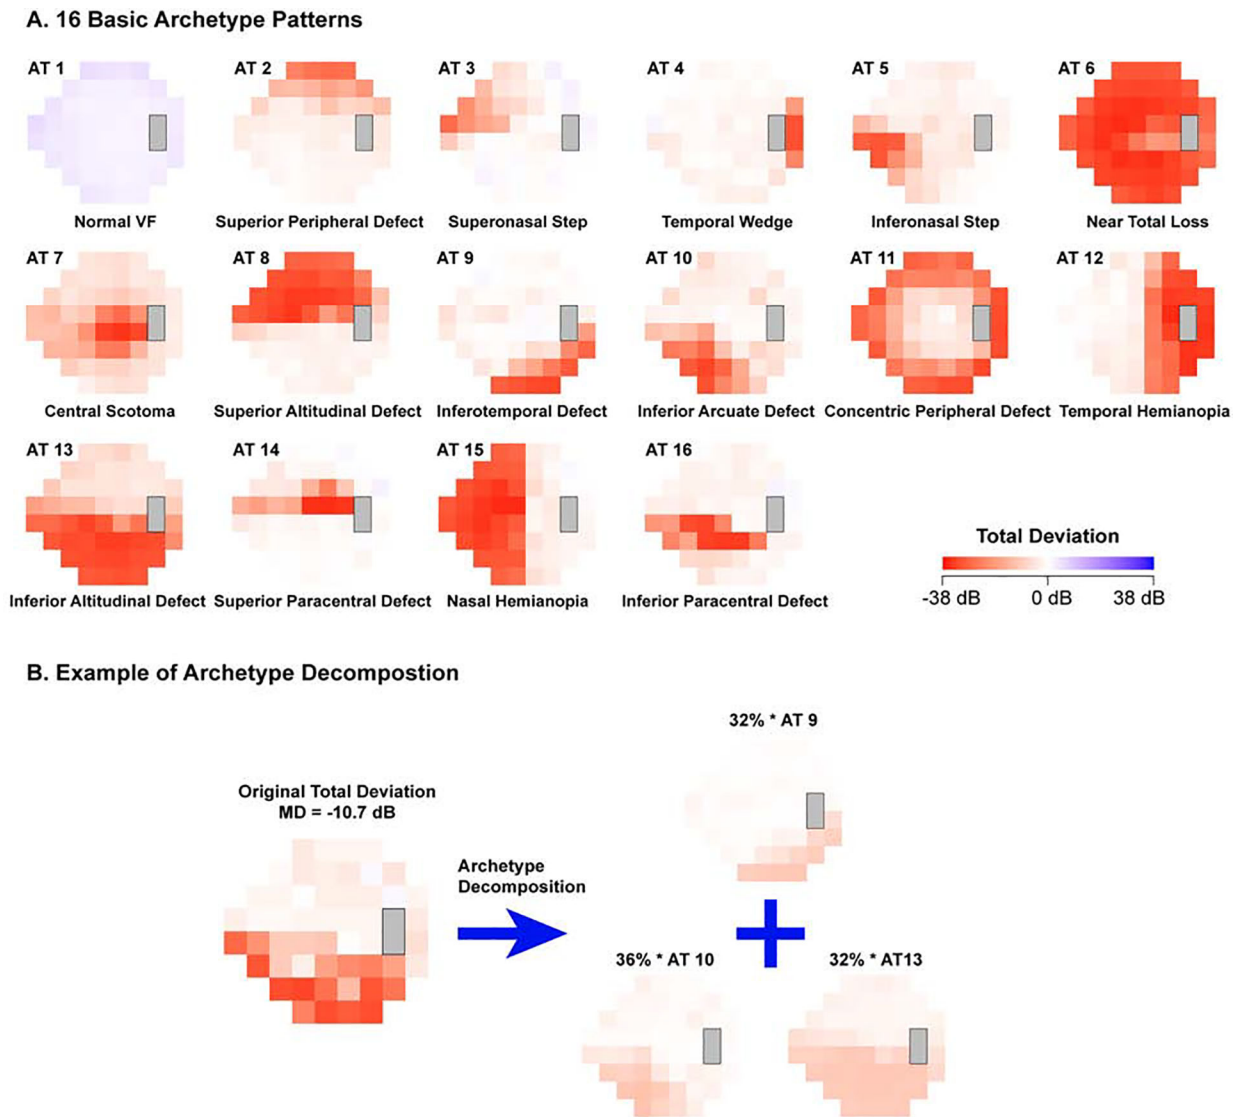 A. 16 Basic Archetype Patterns
AT 1
AT 2
AT 3
AT 4
AT 5
AT 6
Normal VF
Superior Peripheral Defect
Superonasal Step
Temporal Wedge
Inferonasal Step
Near Total Loss
AT 7
AT 8
AT 9
AT 10
AT 11
AT 12
Central Scotoma
Superior Altitudinal Defect
Inferotemporal Defect
Inferior Arcuate Defect
Concentric Peripheral Defect
Temporal Hemianopia
AT 13
AT 14
AT 15
AT 16
Inferior Altitudinal Defect
Superior Paracentral Defect
Nasal Hemianopia
Inferior Paracentral Defect
Total Deviation
-38 dB
0 dB
38 dB
B. Example of Archetype Decompostion
32% * AT 9
Original Total Deviation
MD = -10.7 dB
Archetype
Decomposition
36% * AT 10
32% * AT13